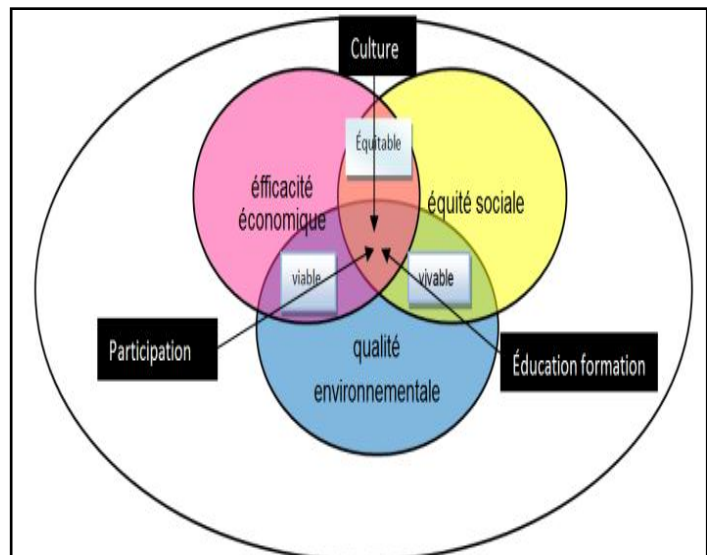 Culture
Équitable
éfficacité
économique
équité sociale
viable
vivable
Participation
qualité
environnementale
Éducation formation